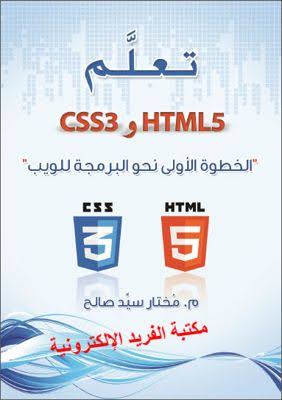 تعلَّم
HTML5 و CSS3
"الخطوة الأولى نحو البرمجة للويب"
CSS
3
HTML
5
م. مُختار سيِّد صالح
مكتبة الفريد الإلكترونية